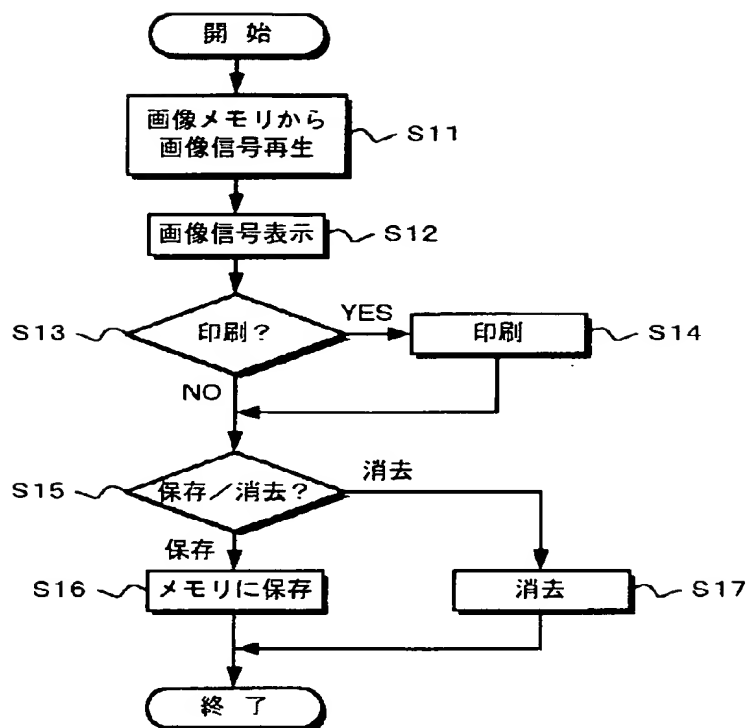 開 始
画像メモリから
画像信号再生
S11
画像信号表示
S12
S13
印刷？
YES
印刷
S14
NO
S15
保存／消去？
消去
保存
S16
メモリに保存
消去
S17
終 了